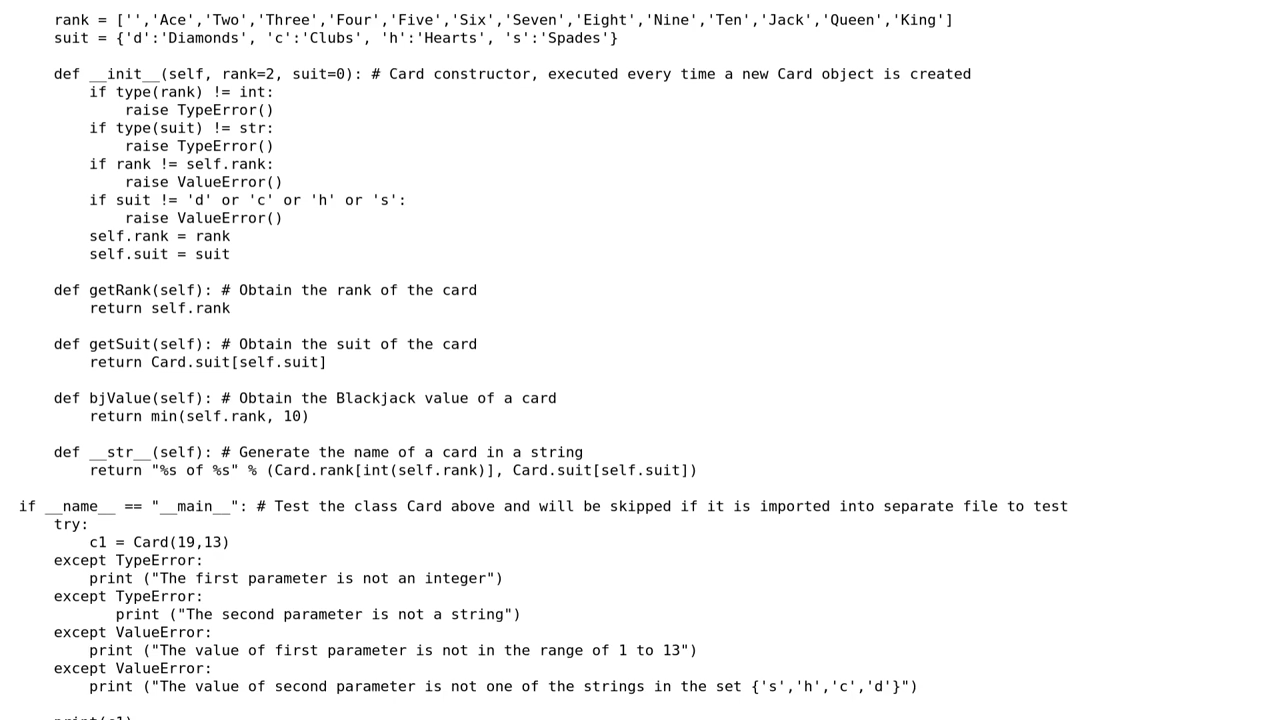 rank = ['','Ace','Two','Three','Four','Five','Six','Seven','Eight','Nine','Ten','Jack','Queen','King']
suit = {'d':'Diamonds', 'c':'Clubs', 'h':'Hearts', 's':'Spades'}
def __init__(self, rank=2, suit=0): # Card constructor, executed every time a new Card object is created
if type(rank) != int:
raise TypeError()
if type(suit) != str:
raise TypeError()
if rank != self.rank:
raise ValueError()
if suit != 'd' or 'c' or 'h' or 's':
raise ValueError()
self.rank = rank
self.suit = suit
def getRank(self): # Obtain the rank of the card
return self.rank
def getSuit(self): # Obtain the suit of the card
return Card.suit[self.suit]
def bjValue(self): # Obtain the Blackjack value of a card
return min(self.rank, 10)
def __str__(self): # Generate the name of a card in a string
return "%s of %s" % (Card.rank[int(self.rank)], Card.suit[self.suit])
if __name__ == "__main__": # Test the class Card above and will be skipped if it is imported into separate file to test
try:
c1 = Card(19,13)
except TypeError:
print ("The first parameter is not an integer")
except TypeError:
print ("The second parameter is not a string")
except ValueError:
print ("The value of first parameter is not in the range of 1 to 13")
except ValueError:
print ("The value of second parameter is not one of the strings in the set {'s','h','c','d'}")
print(c1)